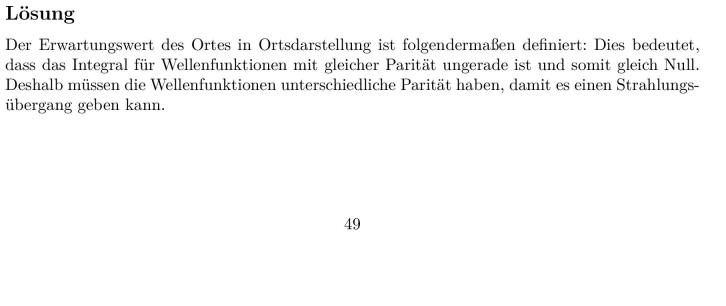 Lösung
Der Erwartungswert des Ortes in Ortsdarstellung ist folgendermaßen definiert: Dies bedeutet,
dass das Integral für Wellenfunktionen mit gleicher Parität ungerade ist und somit gleich Null.
Deshalb müssen die Wellenfunktionen unterschiedliche Parität haben, damit es einen Strahlungs-
übergang geben kann.
49